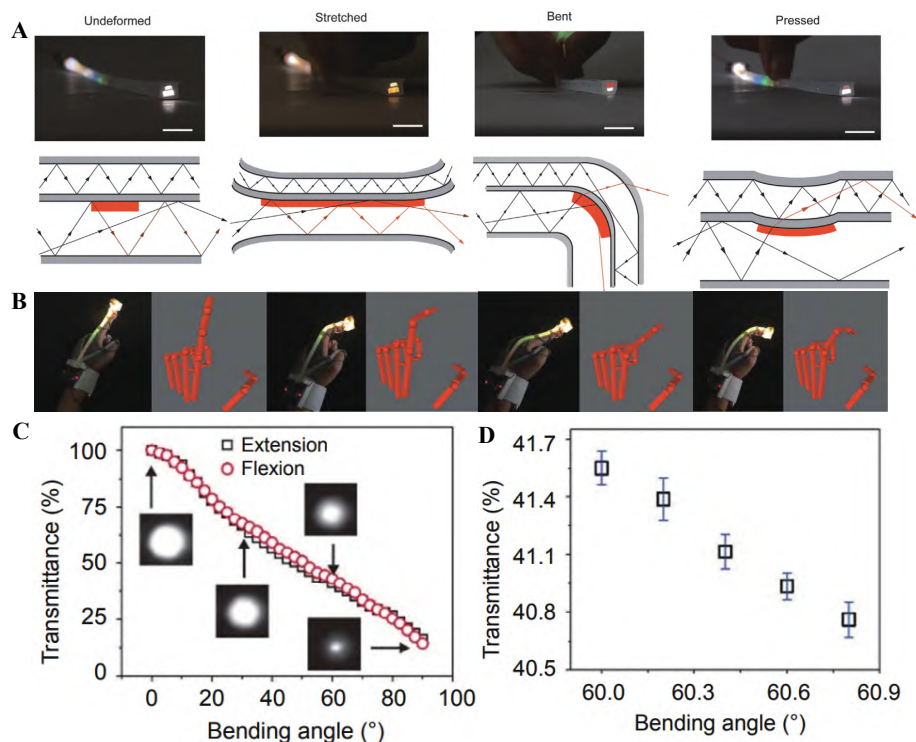 A
Undeformed
Stretched
Bent
Pressed
B
C
100
75
50
25
0
Transmittance (%)
Extension
Flexion
0 20 40 60 80 100
Bending angle (°)
D
41.7
41.4
41.1
40.8
40.5
Transmittance (%)
60.0 60.3 60.6 60.9
Bending angle (°)